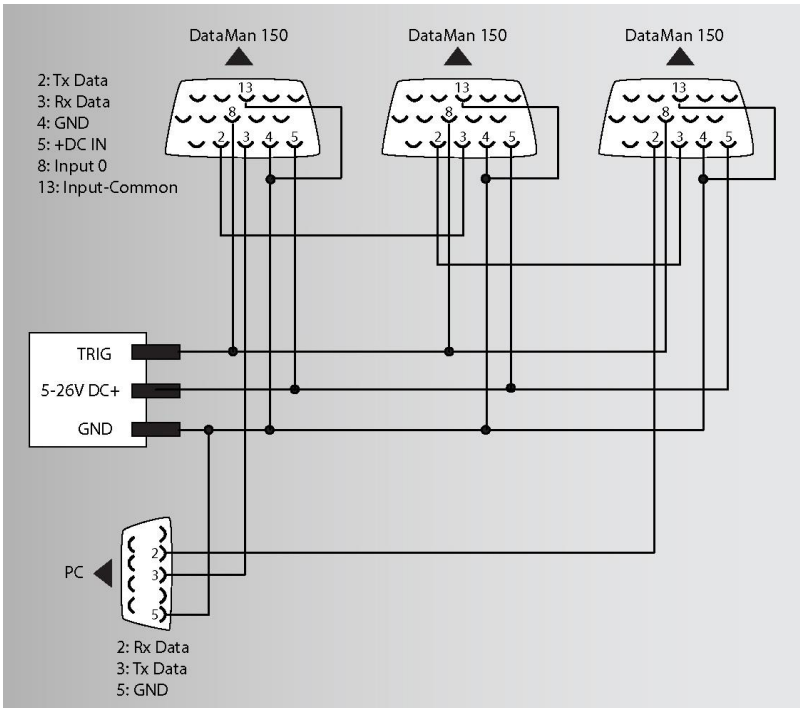 DataMan 150 DataMan 150 DataMan 150
2: Tx Data
3: Rx Data
4: GND
5: +DC IN
8: Input 0
13: Input-Common
13 13 13
8 8 8
2 3 4 5 2 3 4 5 2 3 4 5
TRIG
5-26V DC+
GND
PC
2
3
5
2: Rx Data
3: Tx Data
5: GND